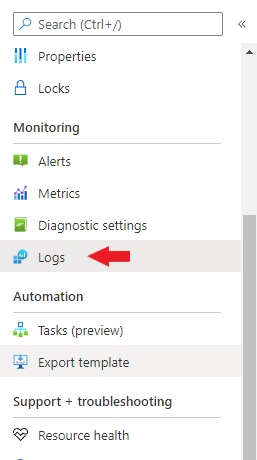 Search (Ctrl+/)
Properties
Locks
Monitoring
Alerts
Metrics
Diagnostic settings
Logs
Automation
Tasks (preview)
Export template
Support + troubleshooting
Resource health